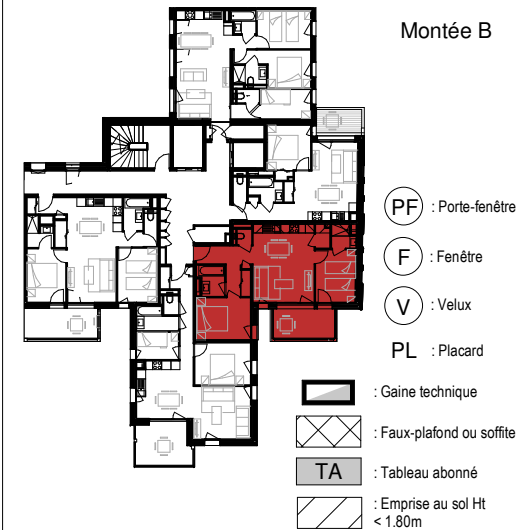 Montée B
PF : Porte-fenêtre
F : Fenêtre
V : Velux
PL : Placard
: Gaine technique
: Faux-plafond ou soffite
TA : Tableau abonné
: Emprise au sol Ht
< 1.80m